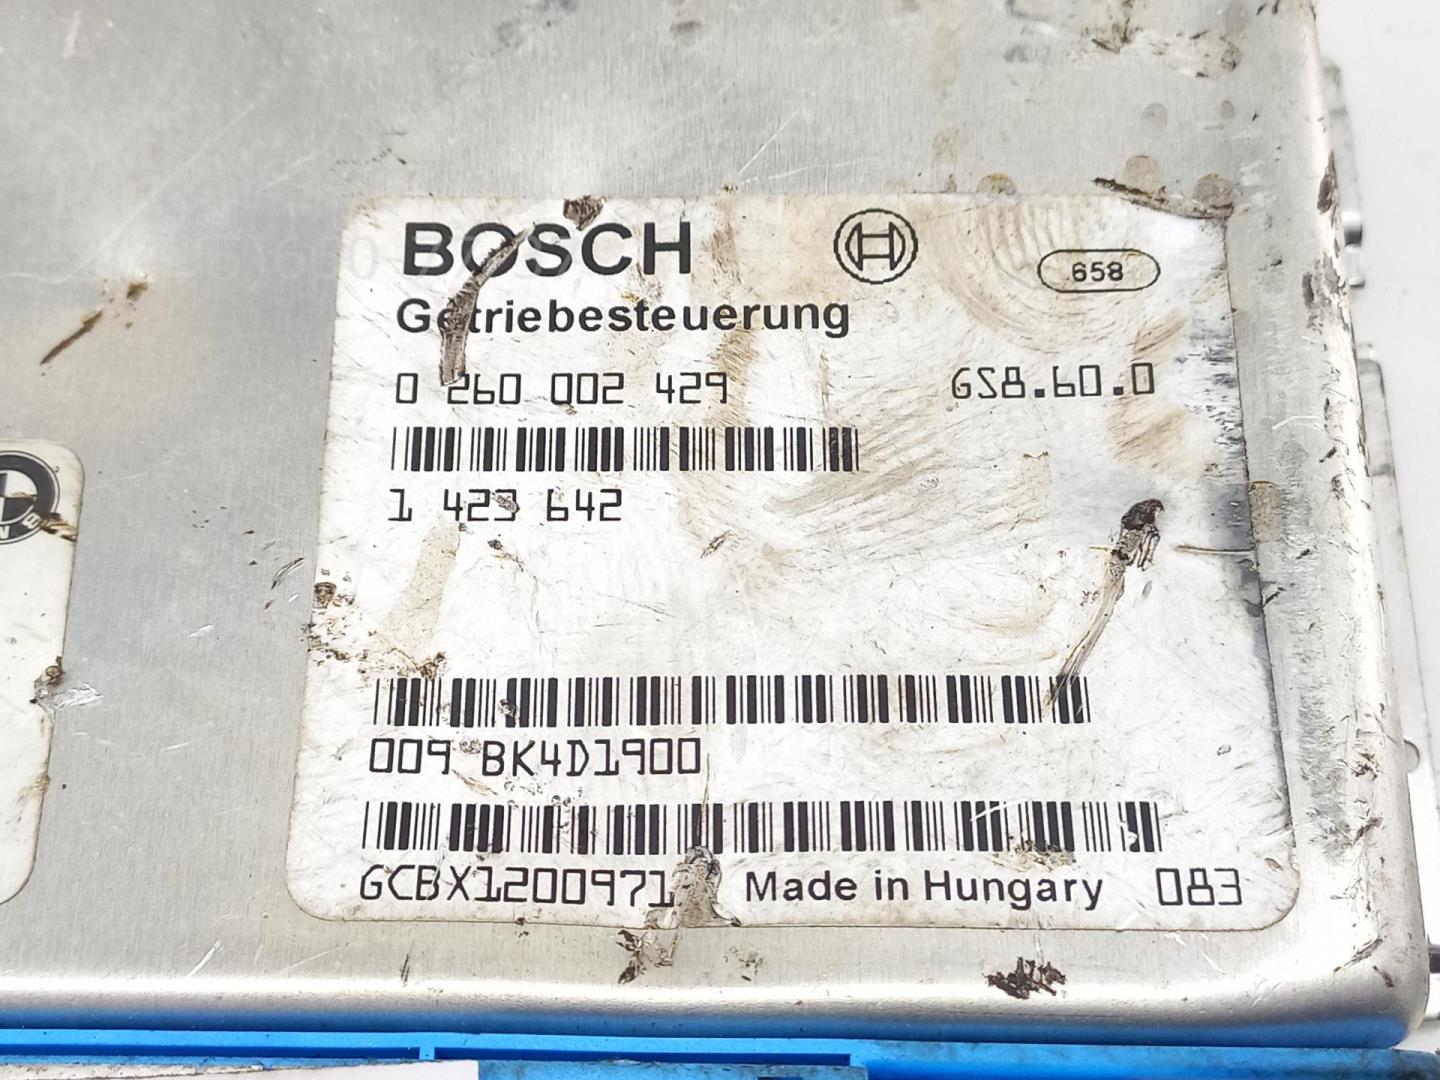 BOSCH
658
Getriebesteuerung
0 260 002 429 GS8.60.0
1 423 642
009 BK4D1900
GCBX1200971 Made in Hungary 083